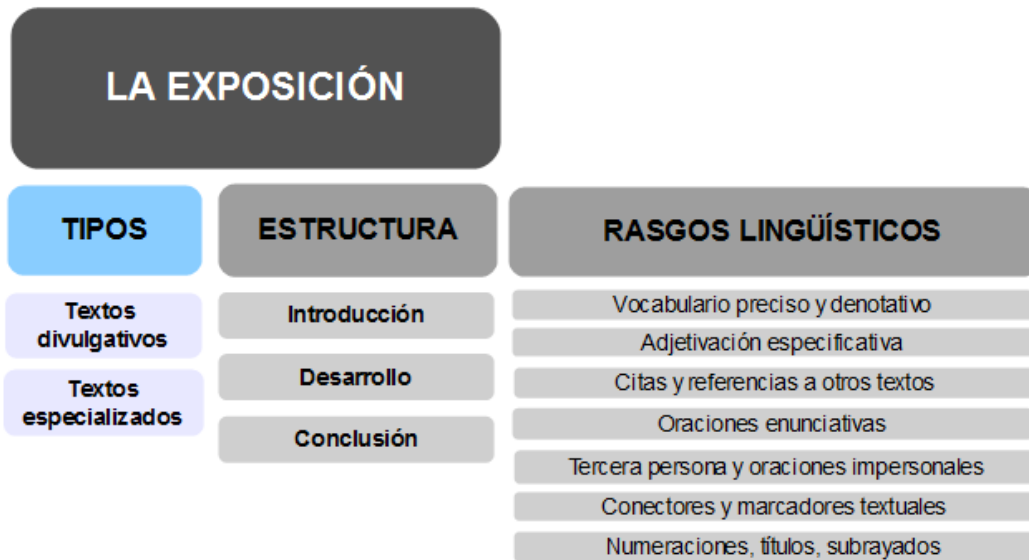 LA EXPOSICIÓN
TIPOS
Textos
divulgativos
Textos
especializados
ESTRUCTURA
Introducción
Desarrollo
Conclusión
RASGOS LINGÜÍSTICOS
Vocabulario preciso y denotativo
Adjetivación especificativa
Citas y referencias a otros textos
Oraciones enunciativas
Tercera persona y oraciones impersonales
Conectores y marcadores textuales
Numeraciones, títulos, subrayados